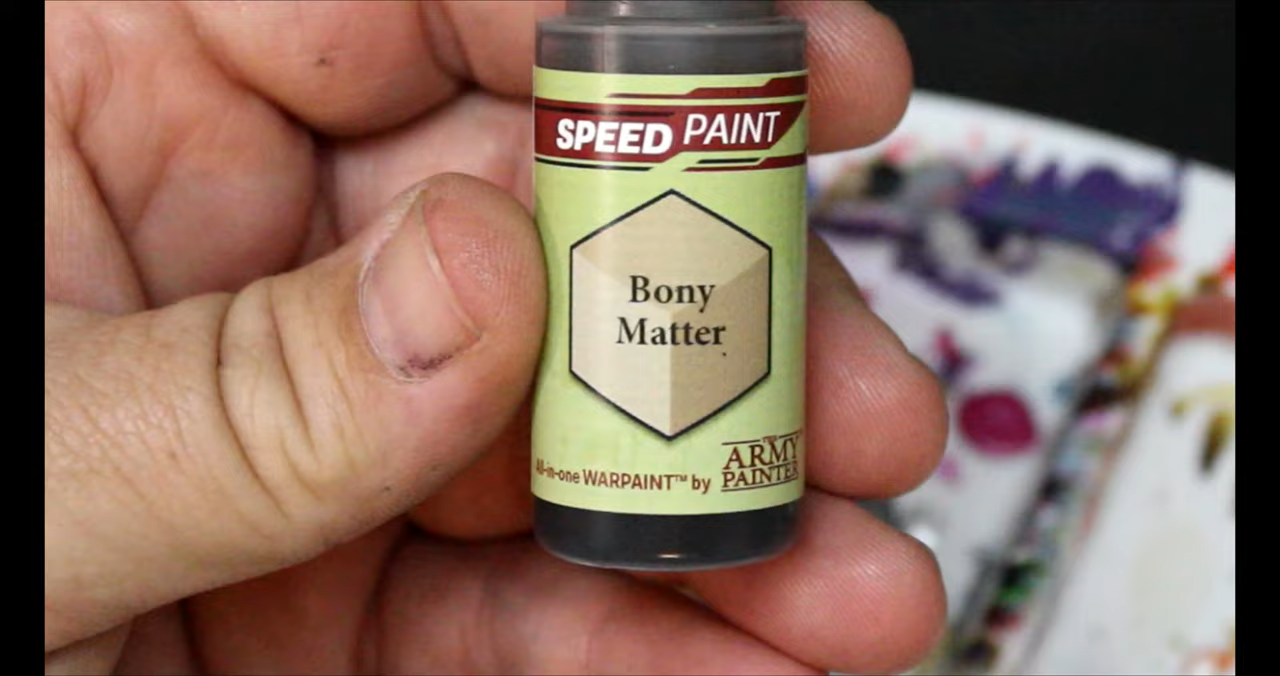 SPEED PAINT
Bony
Matter
All-in-one WARPAINT™ by
THE
ARMY
PAINTER